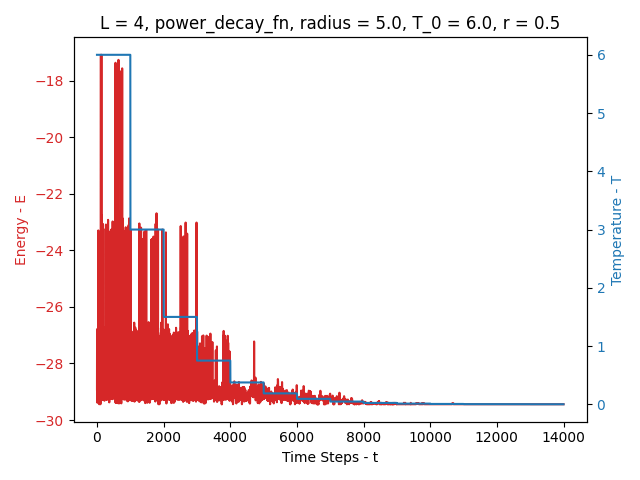 L = 4, power_decay_fn, radius = 5.0, T_0 = 6.0, r = 0.5
Energy - E
−18
−20
−22
−24
−26
−28
−30
6
5
4
3
2
1
0
Temperature - T
0 2000 4000 6000 8000 10000 12000 14000
Time Steps - t